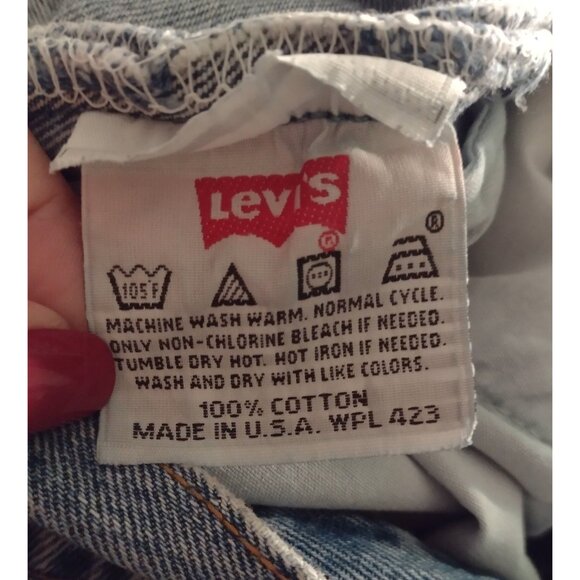 LEVI'S
R
®
105°F
MACHINE WASH WARM. NORMAL CYCLE.
ONLY NON-CHLORINE BLEACH IF NEEDED.
TUMBLE DRY HOT. HOT IRON IF NEEDED.
WASH AND DRY WITH LIKE COLORS.
100% COTTON
MADE IN U.S.A. WPL 423